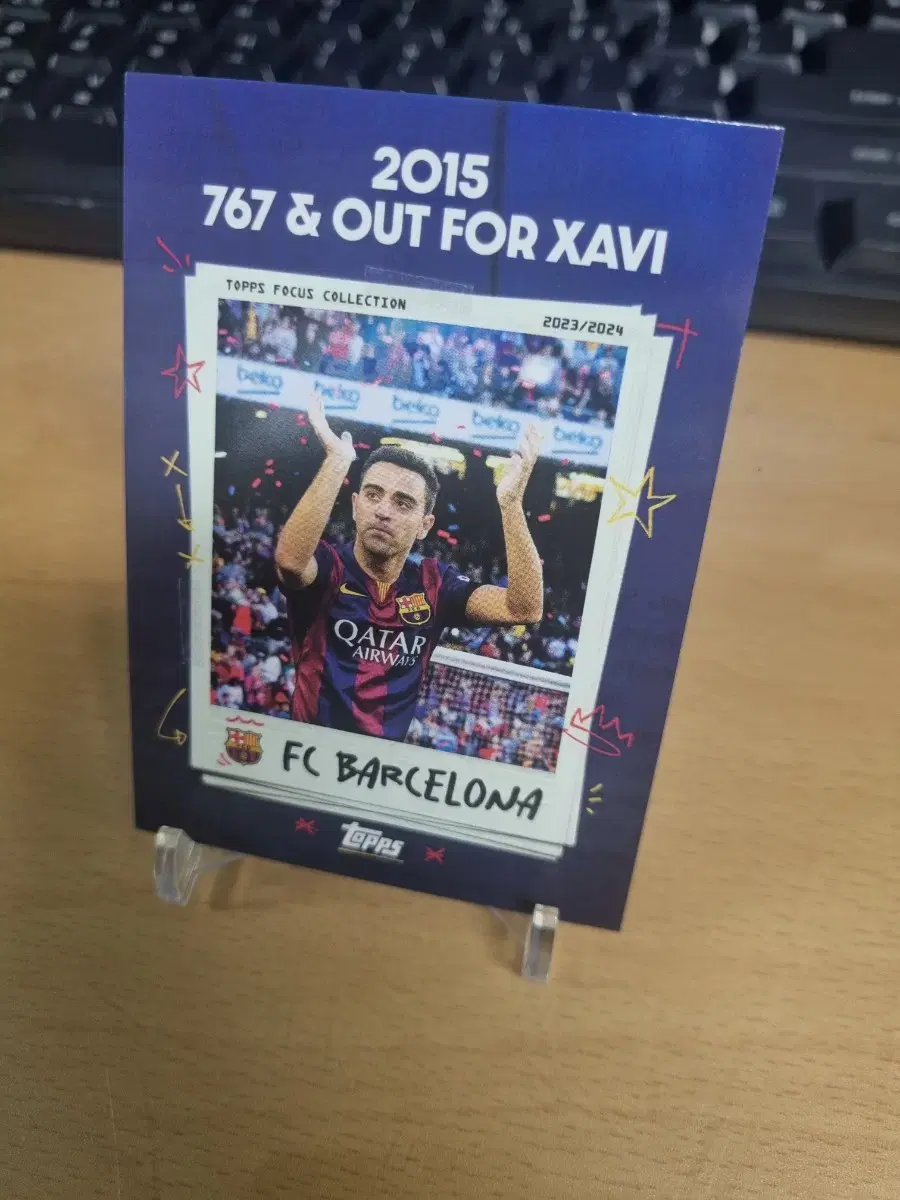 2015
767 & OUT FOR XAVI
TOPPS FOCUS COLLECTION
2023/2024
beko beko beko beko beko
QATAR
AIRWAYS
FC BARCELONA
topps